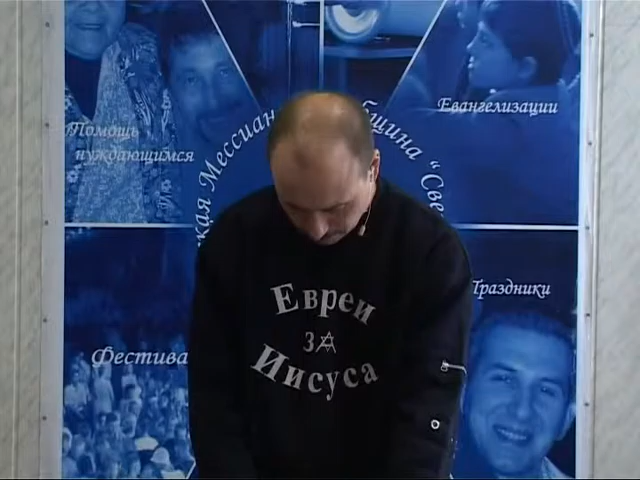 Помощь
нуждающимся
кая Мессиан
бщина "Све
Евангелизации
Праздники
Фестива
Евреи
за
Иисуса